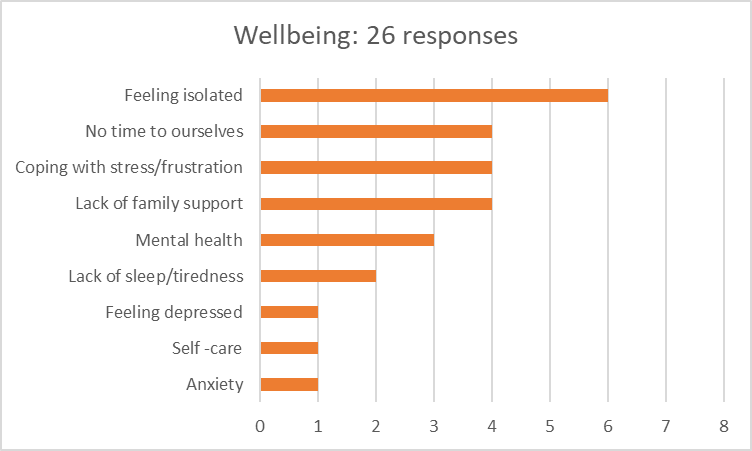 Wellbeing: 26 responses
Feeling isolated
No time to ourselves
Coping with stress/frustration
Lack of family support
Mental health
Lack of sleep/tiredness
Feeling depressed
Self -care
Anxiety
0 1 2 3 4 5 6 7 8